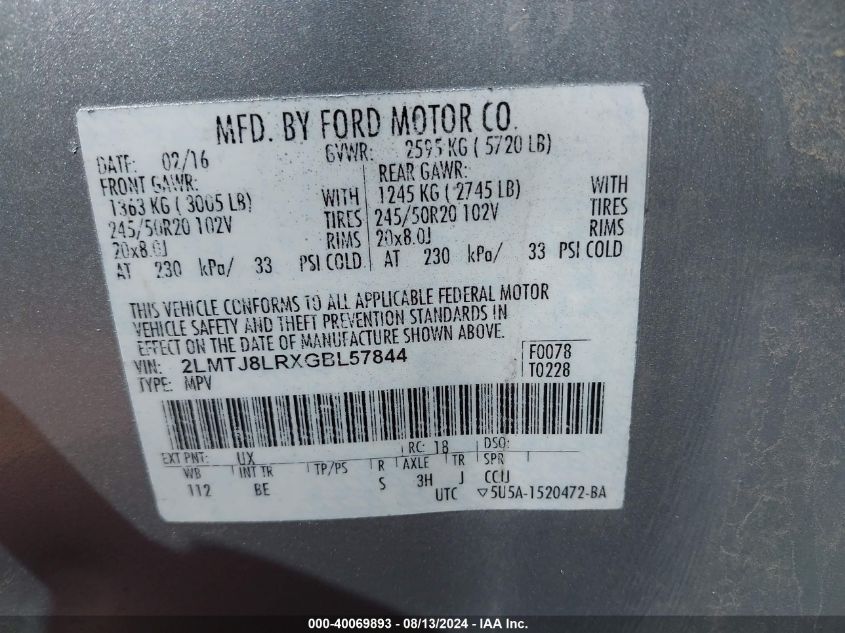 MFD. BY FORD MOTOR CO.
DATE: 02/16 GVWR: 2595 KG ( 5720 LB)
FRONT GAWR: REAR GAWR:
1363 KG ( 3005 LB) WITH 1245 KG ( 2745 LB) WITH
245/50R20 102V TIRES 245/50R20 102V TIRES
20x8.0J RIMS 20x8.0J RIMS
AT 230 kPa/ 33 PSI COLD AT 230 kPa/ 33 PSI COLD
THIS VEHICLE CONFORMS TO ALL APPLICABLE FEDERAL MOTOR
VEHICLE SAFETY AND THEFT PREVENTION STANDARDS IN
EFFECT ON THE DATE OF MANUFACTURE SHOWN ABOVE.
VIN: 2LMTJ8LRXGBL57844 F0078
TYPE: MPV T0228
EXT PNT: UX RC: 18 DSO:
WB INT TR TP/PS R AXLE TR SPR
112 BE S 3H J CCIJ
UTC ▽5U5A-1520472-BA
000-40069893 - 08/13/2024 - IAA Inc.